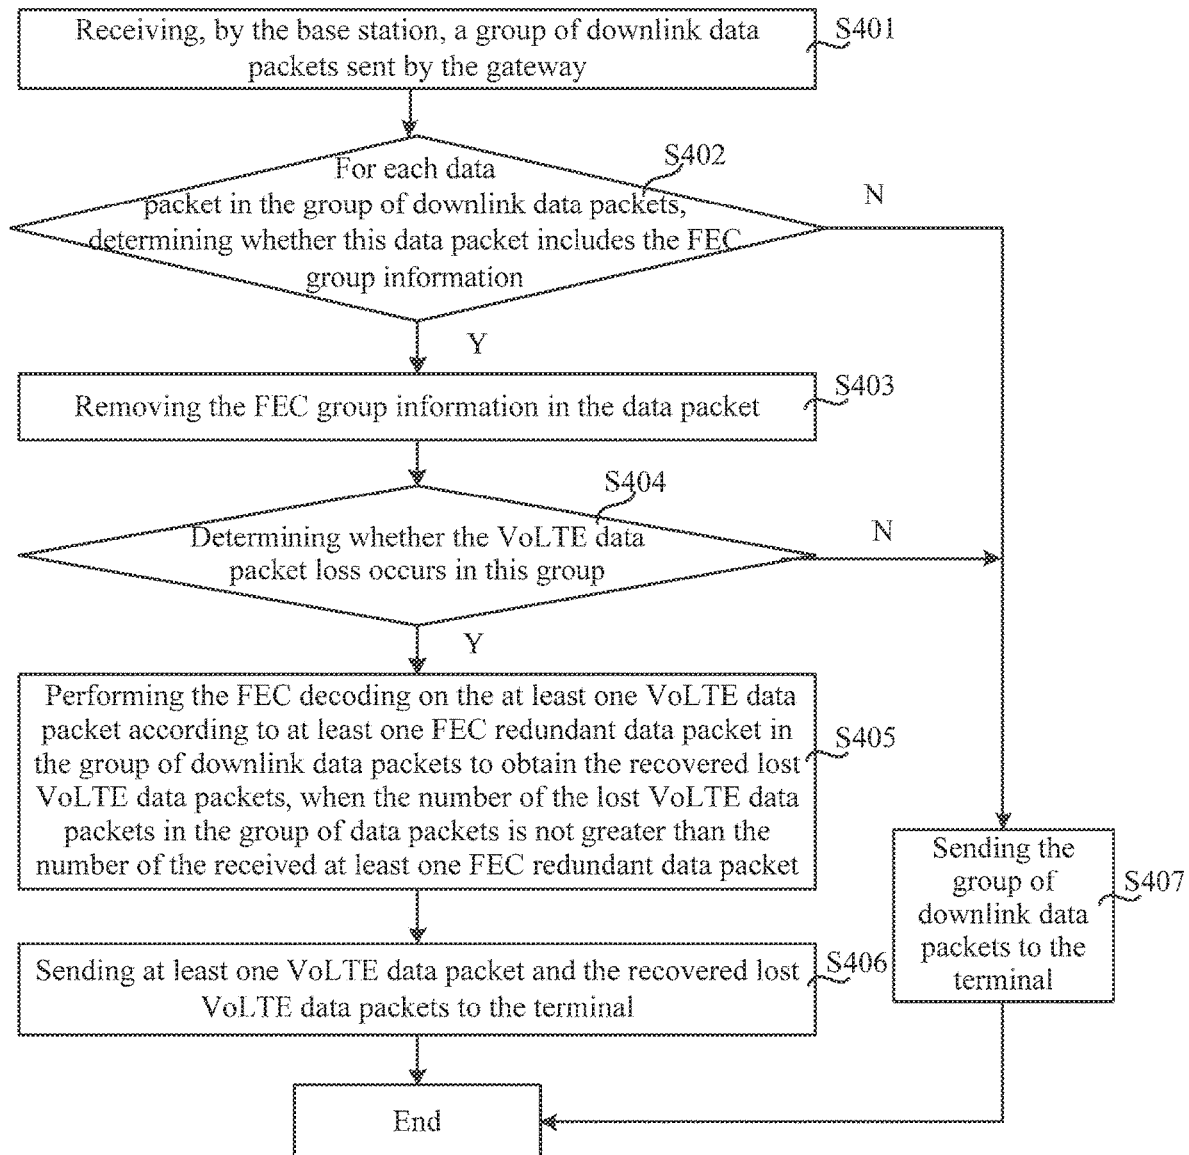 Receiving, by the base station, a group of downlink data
packets sent by the gateway
S401
S402
For each data
packet in the group of downlink data packets,
determining whether this data packet includes the FEC
group information
N
Y
S403
Removing the FEC group information in the data packet
S404
Determining whether the VoLTE data
packet loss occurs in this group
N
Y
Performing the FEC decoding on the at least one VoLTE data
packet according to at least one FEC redundant data packet in
the group of downlink data packets to obtain the recovered lost
VoLTE data packets, when the number of the lost VoLTE data
packets in the group of data packets is not greater than the
number of the received at least one FEC redundant data packet
S405
Sending the
group of
downlink data
packets to the
terminal
S407
Sending at least one VoLTE data packet and the recovered lost
VoLTE data packets to the terminal
S406
End